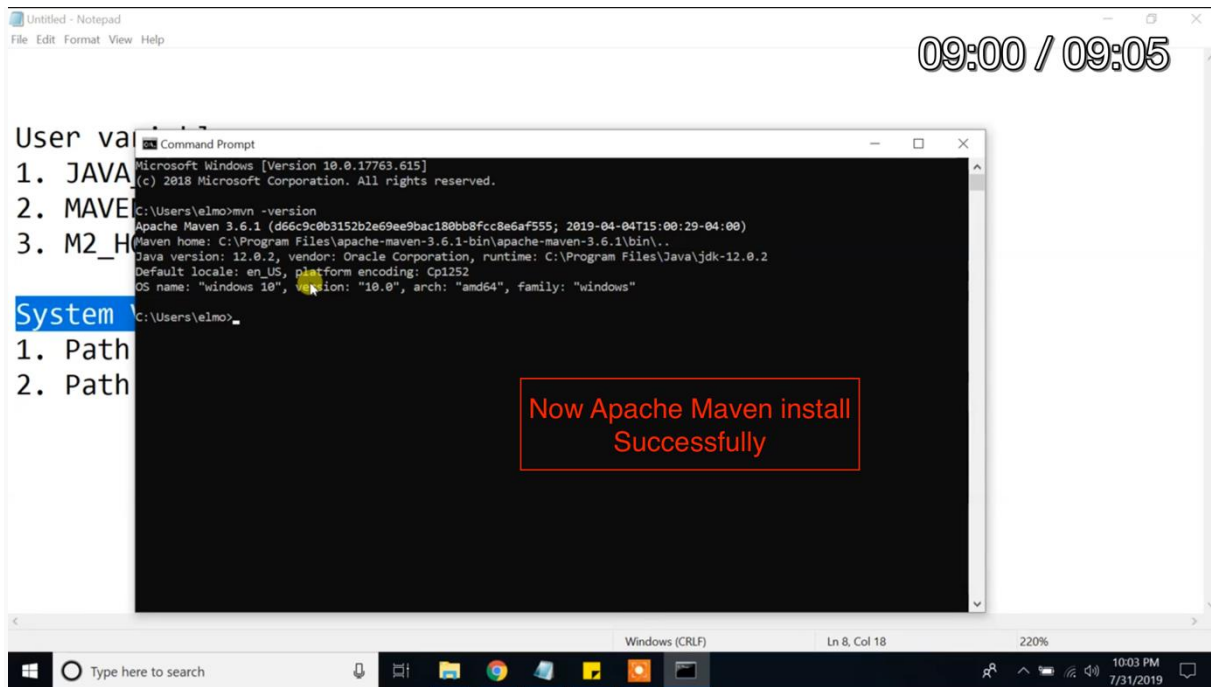 Untitled - Notepad
File Edit Format View Help
09:00 / 09:05
User
1. JAVA
2.
3.
System
1. Path
2. Path
Command Prompt
Microsoft Windows [Version 10.0.17763.615]
(c) 2018 Microsoft Corporation. All rights reserved.
C:\Users\elmo>mvn -version
Apache Maven 3.6.1 (d66c9c0b3152b2e69ee9bac180bb8fcc8e6af555; 2019-04-04T15:00:29-04:00)
Maven home: C:\Program Files\apache-maven-3.6.1-bin\apache-maven-3.6.1\bin\..
Java version: 12.0.2, vendor: Oracle Corporation, runtime: C:\Program Files\Java\jdk-12.0.2
Default locale: en_US, platform encoding: Cp1252
OS name: "windows 10", version: "10.0", arch: "amd64", family: "windows"
C:\Users\elmo>
Now Apache Maven install
Successfully
Windows (CRLF) Ln 8, Col 18 220%
Type here to search
10:03 PM
7/31/2019